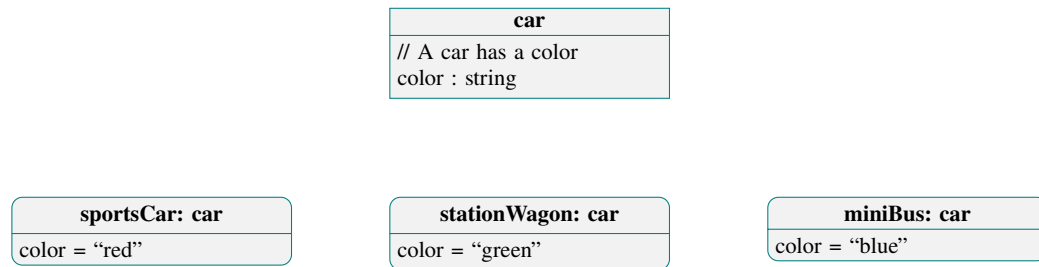 car
// A car has a color
color : string
sportsCar: car
color = “red”
stationWagon: car
color = “green”
miniBus: car
color = “blue”